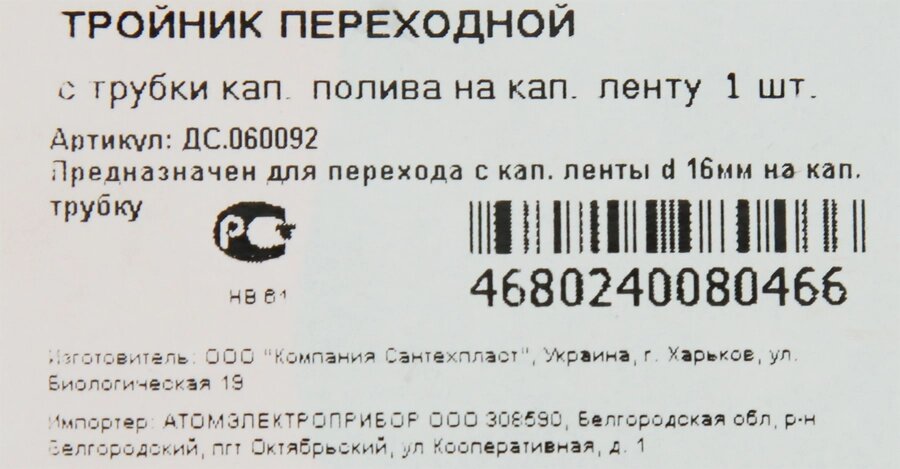 ТРОЙНИК ПЕРЕХОДНОЙ
с трубки кап. полива на кап. ленту 1 шт.
Артикул: ДС.060092
Предназначен для перехода с кап. ленты d 16мм на кап.
трубку
РСТ
НВ 61
4680240080466
Изготовитель: ООО "Компания Сантехпласт", Украина, г. Харьков, ул.
Биологическая 19
Импортер: АТОМЭЛЕКТРОПРИБОР ООО 308590, Белгородская обл, р-н
Белгородский, пгт Октябрьский, ул Кооперативная, д. 1